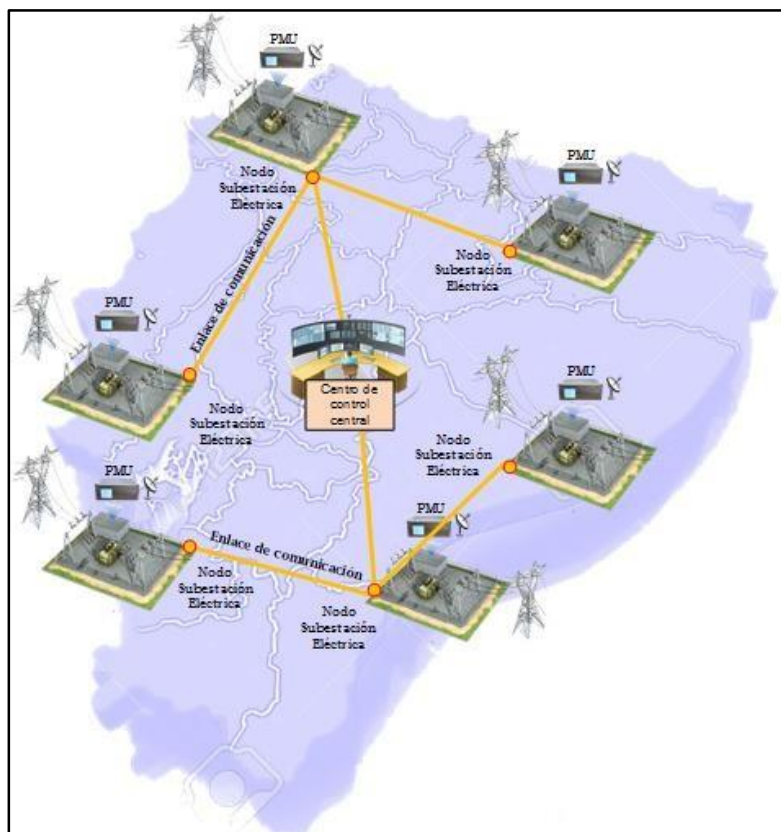 PMU
Nodo
Subestación
Eléctrica
PMU
Nodo
Subestación
Eléctrica
Enlace de comunicación
PMU
Nodo
Subestación
Eléctrica
Centro de
control
central
PMU
Nodo
Subestación
Eléctrica
PMU
Nodo
Subestación
Eléctrica
Enlace de comunicación
PMU
Nodo
Subestación
Eléctrica